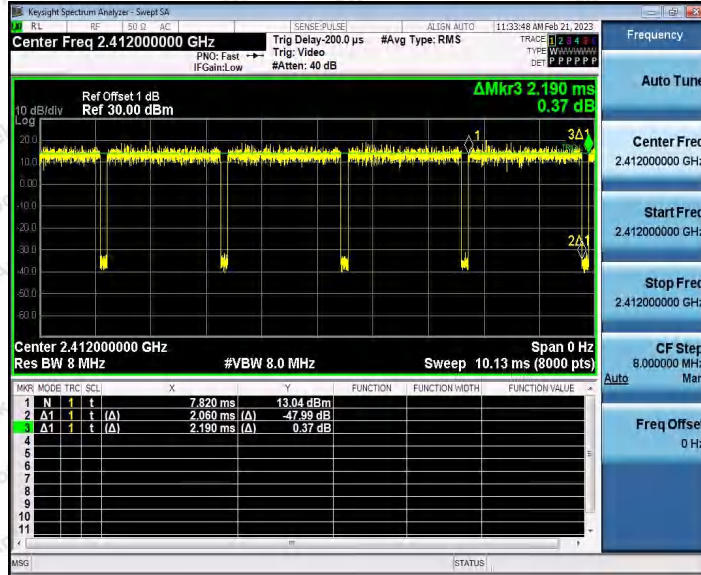 Keysight Spectrum Analyzer - Swept SA
RL RF 50 Ω AC SENSE:PULSE ALIGN AUTO 11:33:48 AM Feb 21, 2023
Center Freq 2.412000000 GHz
PNO: Fast
IFGain:Low
Trig Delay-200.0 µs
Trig: Video
#Atten: 40 dB
#Avg Type: RMS
TRACE 1 2 3 4 5 6
TYPE
DET P P P P P P
Ref Offset 1 dB
10 dB/div Ref 30.00 dBm
Log
ΔMkr3 2.190 ms
0.37 dB
20.0
10.0
0.00
-10.0
-20.0
-30.0
-40.0
-50.0
-60.0
1
3Δ1
2Δ1
Center 2.412000000 GHz Span 0 Hz
Res BW 8 MHz #VBW 8.0 MHz Sweep 10.13 ms (8000 pts)
MKR MODE TRC SCL X Y FUNCTION FUNCTION WIDTH FUNCTION VALUE
1 N 1 t 7.820 ms 13.04 dBm
2 Δ1 1 t (Δ) 2.060 ms (Δ) -47.99 dB
3 Δ1 1 t (Δ) 2.190 ms (Δ) 0.37 dB
4
5
6
7
8
9
10
11
MSG STATUS
Frequency
Auto Tune
Center Freq
2.412000000 GHz
Start Freq
2.412000000 GHz
Stop Freq
2.412000000 GHz
CF Step
8.000000 MHz
Auto Man
Freq Offset
0 Hz